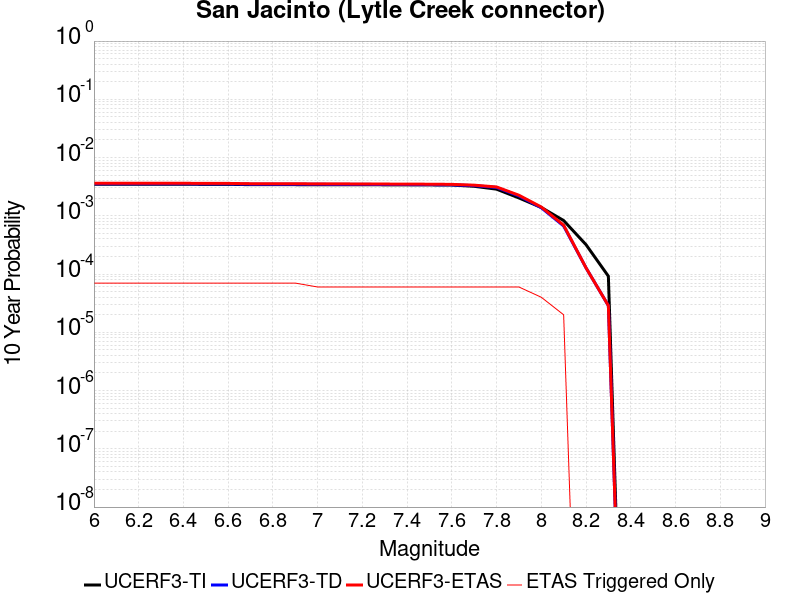 San Jacinto (Lytle Creek connector)
10 0
10 -1
10 -2
10 -3
10 -4
10 -5
10 -6
10 -7
10 -8
10 Year Probability
6 6.2 6.4 6.6 6.8 7 7.2 7.4 7.6 7.8 8 8.2 8.4 8.6 8.8 9
Magnitude
UCERF3-TI UCERF3-TD UCERF3-ETAS ETAS Triggered Only